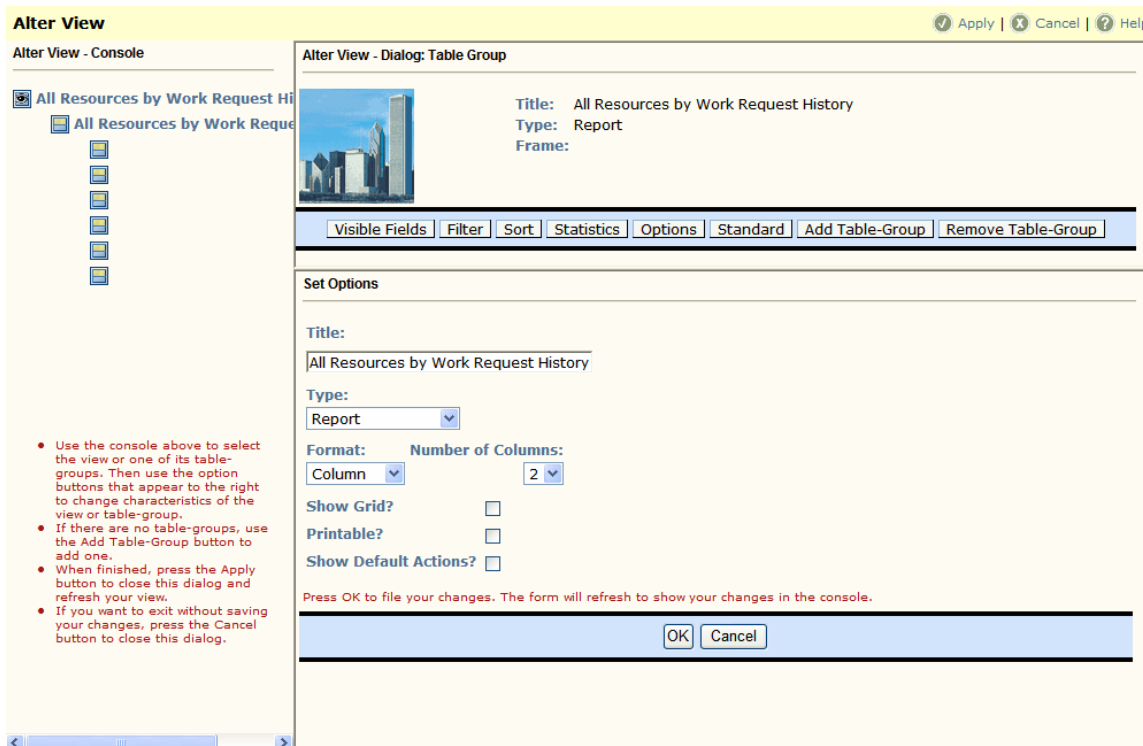 Alter View
Apply | Cancel | Help
Alter View - Console
All Resources by Work Request Hi
All Resources by Work Reque
Use the console above to select
the view or one of its table-
groups. Then use the option
buttons that appear to the right
to change characteristics of the
view or table-group.
If there are no table-groups, use
the Add Table-Group button to
add one.
When finished, press the Apply
button to close this dialog and
refresh your view.
If you want to exit without saving
your changes, press the Cancel
button to close this dialog.
Alter View - Dialog: Table Group
Title: All Resources by Work Request History
Type: Report
Frame:
Visible Fields Filter Sort Statistics Options Standard Add Table-Group Remove Table-Group
Set Options
Title:
All Resources by Work Request History
Type:
Report
Format: Number of Columns:
Column 2
Show Grid?
Printable?
Show Default Actions?
Press OK to file your changes. The form will refresh to show your changes in the console.
OK Cancel